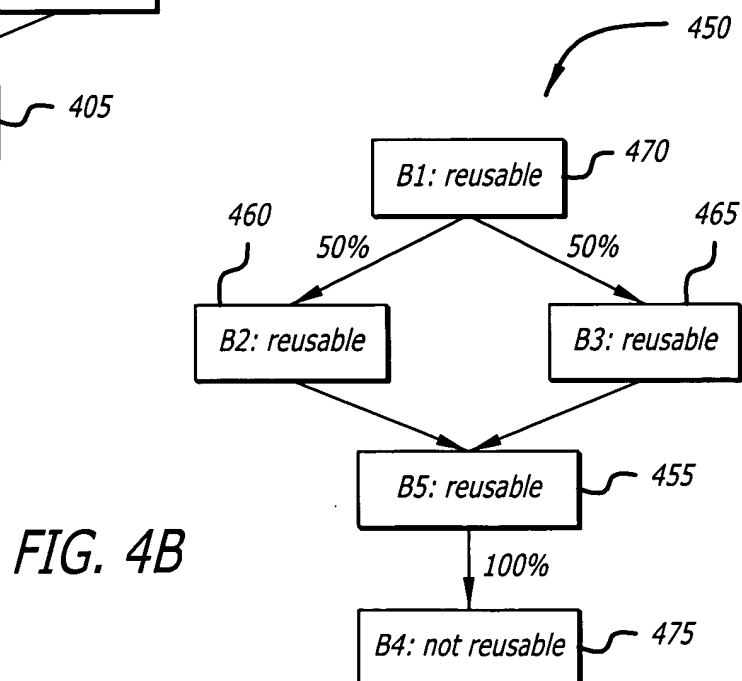 450
405
B1: reusable
470
460
465
50%
50%
B2: reusable
B3: reusable
B5: reusable
455
FIG. 4B
100%
B4: not reusable
475